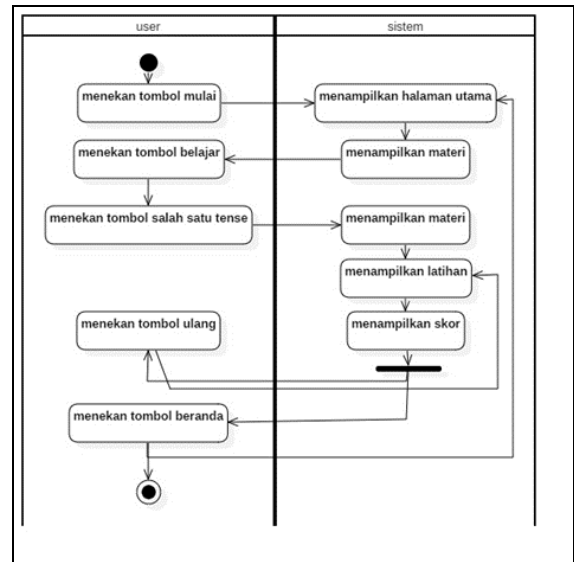 user
sistem
menekan tombol mulai
menampilkan halaman utama
menekan tombol belajar
menampilkan materi
menekan tombol salah satu tense
menampilkan materi
menampilkan latihan
menekan tombol ulang
menampilkan skor
menekan tombol beranda